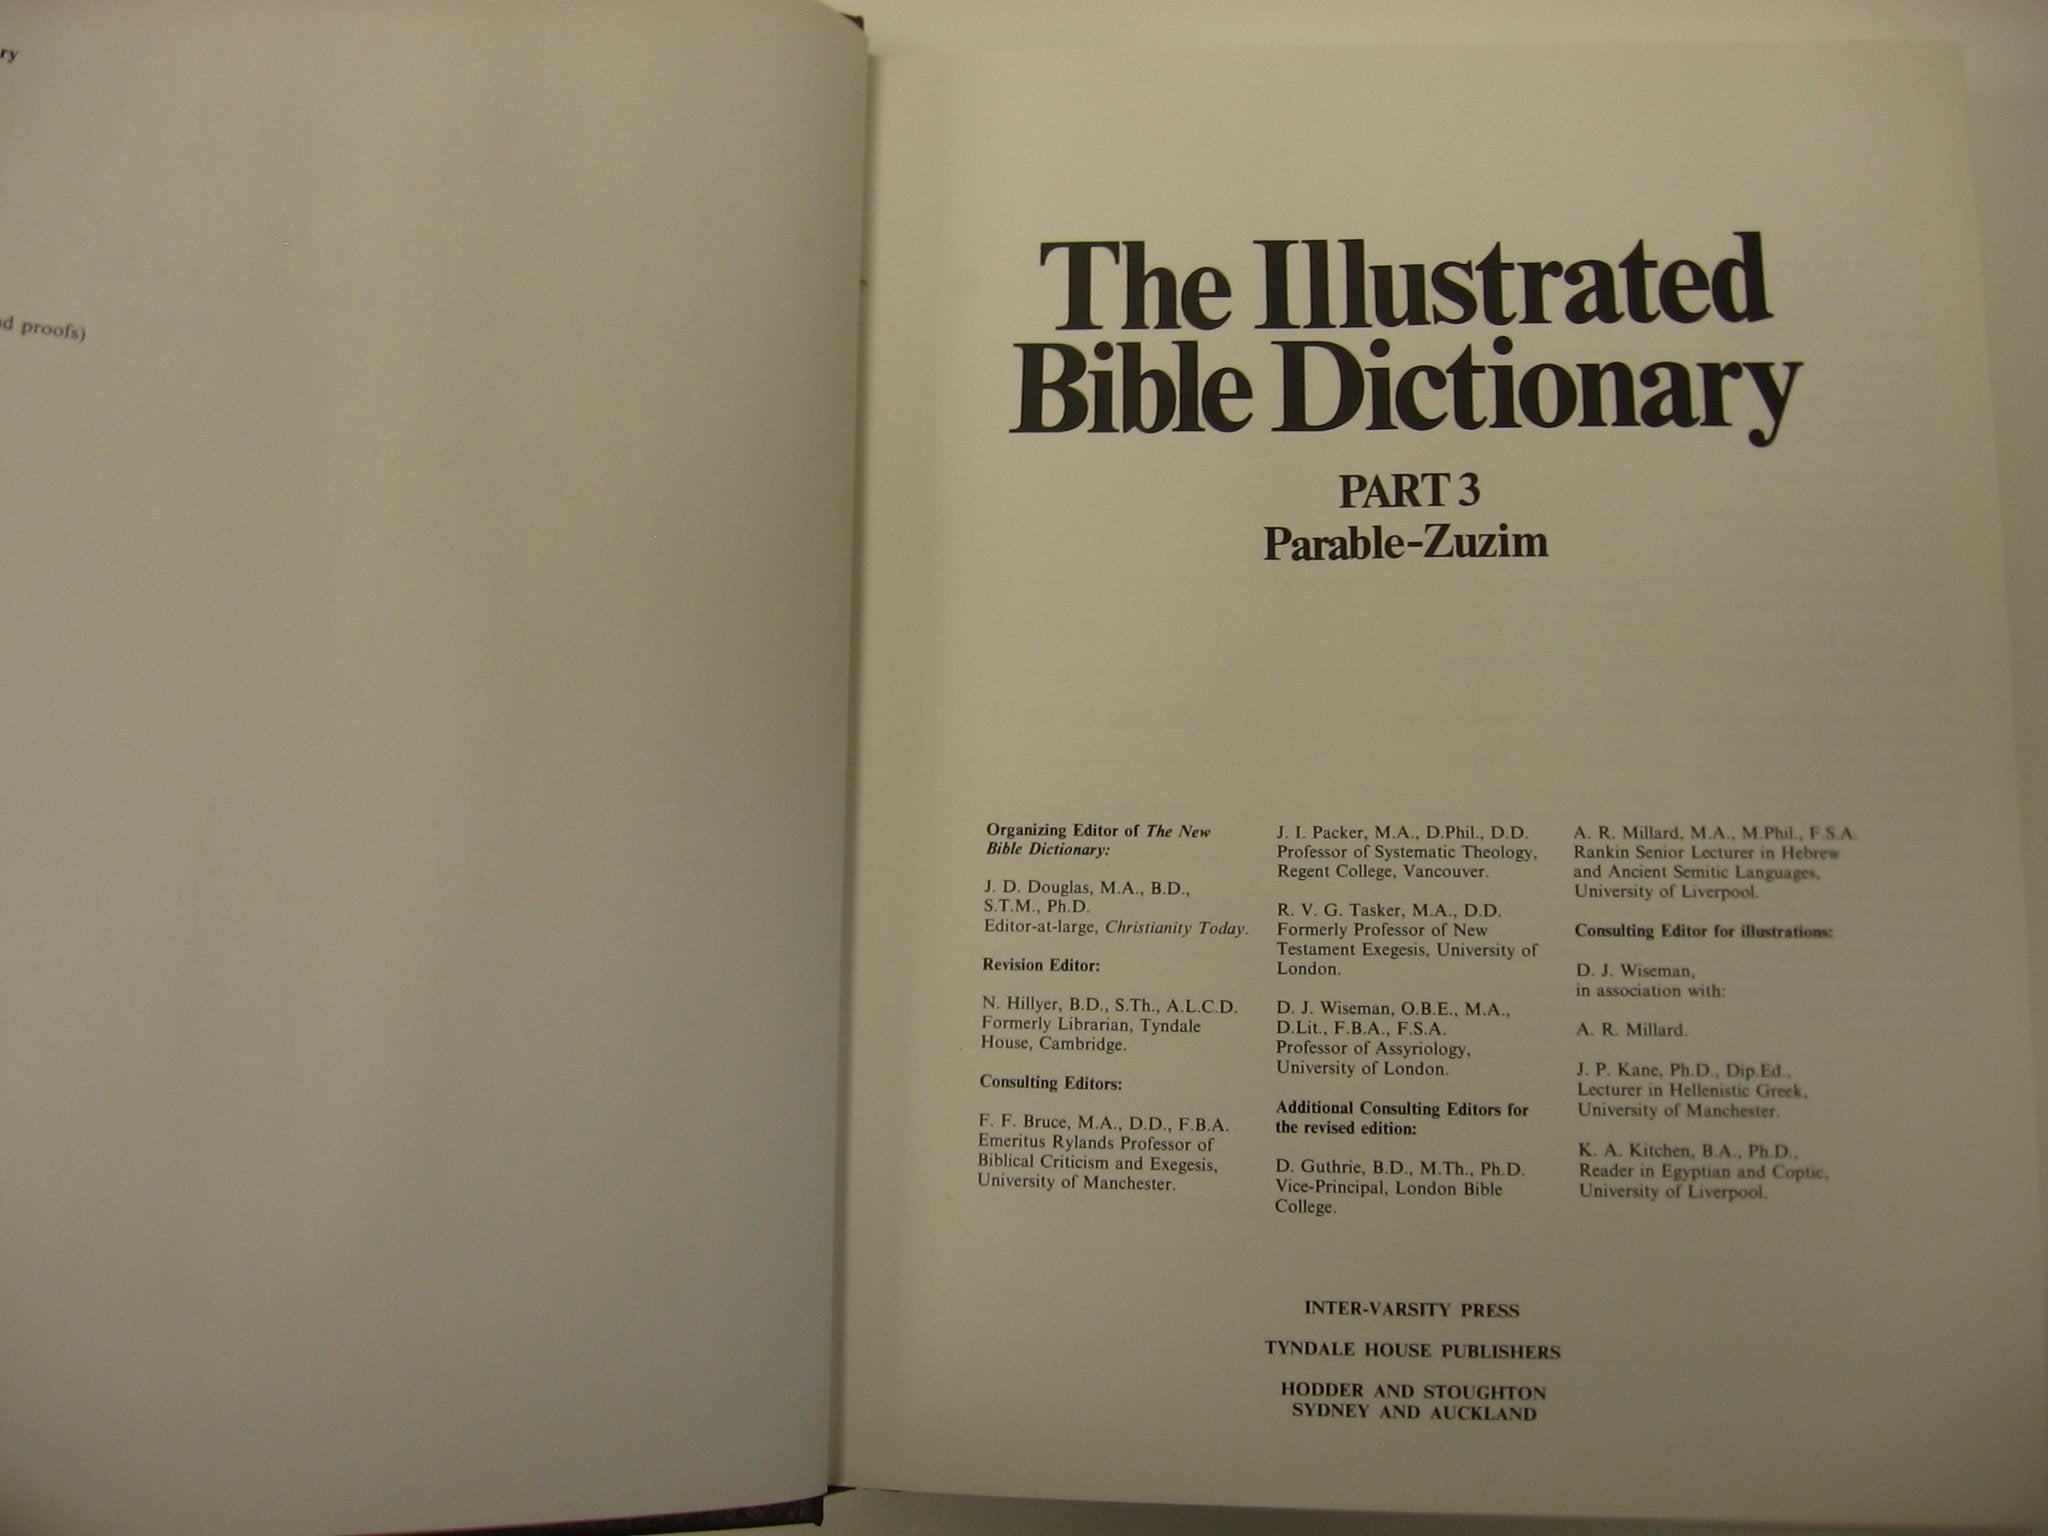 ry
d proofs)
The Illustrated
Bible Dictionary
PART 3
Parable-Zuzim
Organizing Editor of The New
Bible Dictionary:
J. D. Douglas, M.A., B.D.,
S.T.M., Ph.D.
Editor-at-large, Christianity Today.
Revision Editor:
N. Hillyer, B.D., S.Th., A.L.C.D.
Formerly Librarian, Tyndale
House, Cambridge.
Consulting Editors:
F. F. Bruce, M.A., D.D., F.B.A.
Emeritus Rylands Professor of
Biblical Criticism and Exegesis,
University of Manchester.
J. I. Packer, M.A., D.Phil., D.D.
Professor of Systematic Theology,
Regent College, Vancouver.
R. V. G. Tasker, M.A., D.D.
Formerly Professor of New
Testament Exegesis, University of
London.
D. J. Wiseman, O.B.E., M.A.,
D.Lit., F.B.A., F.S.A.
Professor of Assyriology,
University of London.
Additional Consulting Editors for
the revised edition:
D. Guthrie, B.D., M.Th., Ph.D.
Vice-Principal, London Bible
College.
A. R. Millard, M.A., M.Phil., F.S.A.
Rankin Senior Lecturer in Hebrew
and Ancient Semitic Languages,
University of Liverpool.
Consulting Editor for illustrations:
D. J. Wiseman,
in association with:
A. R. Millard.
J. P. Kane, Ph.D., Dip.Ed.,
Lecturer in Hellenistic Greek,
University of Manchester.
K. A. Kitchen, B.A., Ph.D.,
Reader in Egyptian and Coptic,
University of Liverpool.
INTER-VARSITY PRESS
TYNDALE HOUSE PUBLISHERS
HODDER AND STOUGHTON
SYDNEY AND AUCKLAND